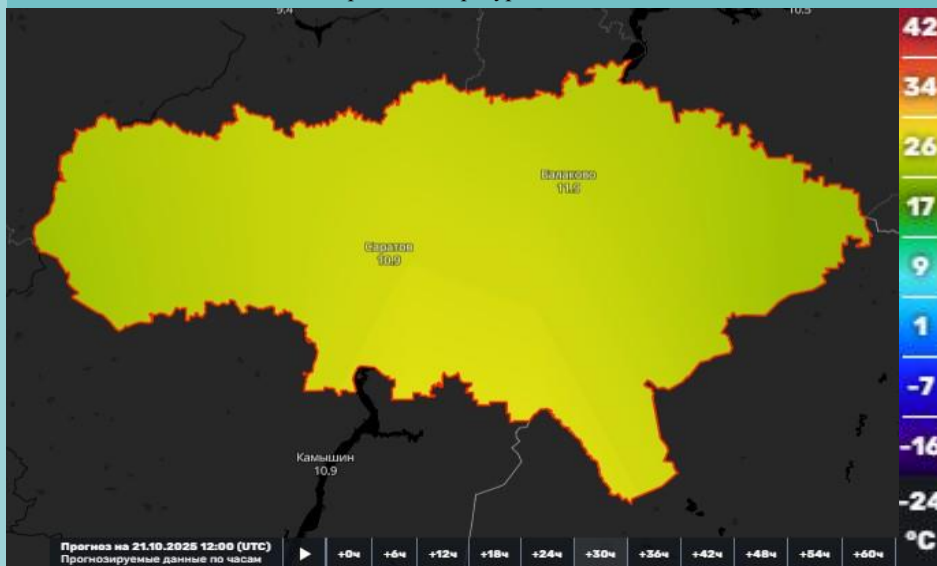 9.4
10.5
Балаково
11.5
Саратов
10.9
Камышин
10.9
42
34
26
17
9
1
-7
-16
-24
°C
Прогноз на 21.10.2025 12:00 (UTC)
Прогнозируемые данные по часам
+0ч +6ч +12ч +18ч +24ч +30ч +36ч +42ч +48ч +54ч +60ч